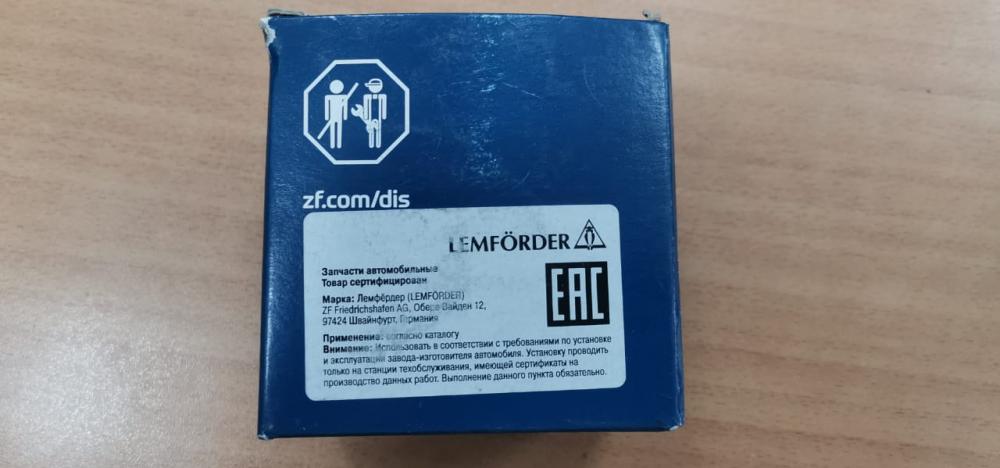 zf.com/dis
LEMFÖRDER
EAC
Запчасти автомобильные
Товар сертифицирован
Марка: Лемфёрдер (LEMFÖRDER)
ZF Friedrichshafen AG, Обере Вайден 12,
97424 Швайнфурт, Германия
Применение: согласно каталогу
Внимание: Использовать в соответствии с требованиями по установке
и эксплуатации завода-изготовителя автомобиля. Установку проводить
только на станции техобслуживания, имеющей сертификаты на
производство данных работ. Выполнение данного пункта обязательно.